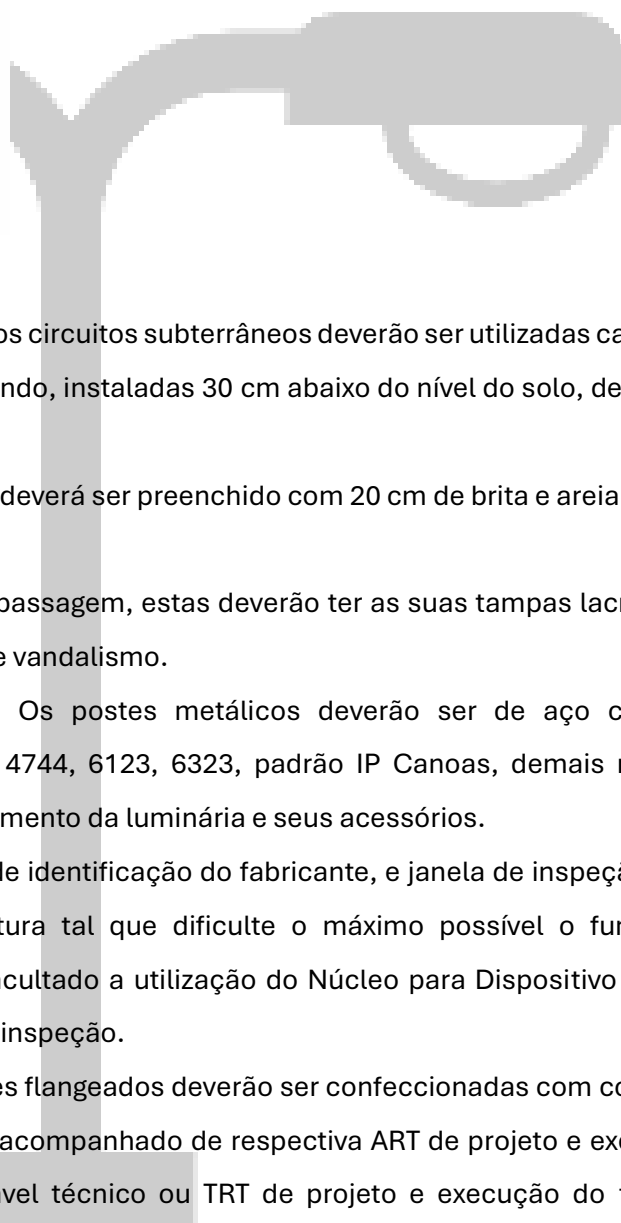 os circuitos subterrâneos deverão ser utilizadas ca
ndo, instaladas 30 cm abaixo do nível do solo, de
deverá ser preenchido com 20 cm de brita e areia
passagem, estas deverão ter as suas tampas lac
e vandalismo.
Os postes metálicos deverão ser de aço c
4744, 6123, 6323, padrão IP Canoas, demais
mento da luminária e seus acessórios.
de identificação do fabricante, e janela de inspeç
tura tal que dificulte o máximo possível o fu
cultado a utilização do Núcleo para Dispositivo
inspeção.
es flangeados deverão ser confeccionadas com co
acompanhado de respectiva ART de projeto e ex
vel técnico ou TRT de projeto e execução do